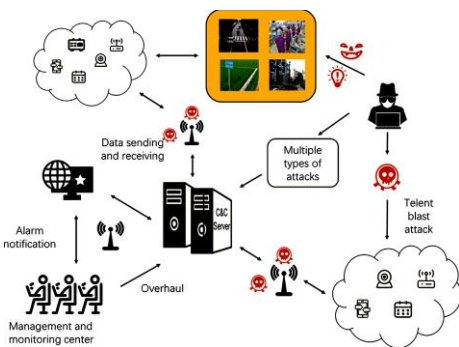 Data sending
and receiving
Multiple
types of
attacks
C&C
Server
Telent
blast
attack
Alarm
notification
Overhaul
Management and
monitoring center